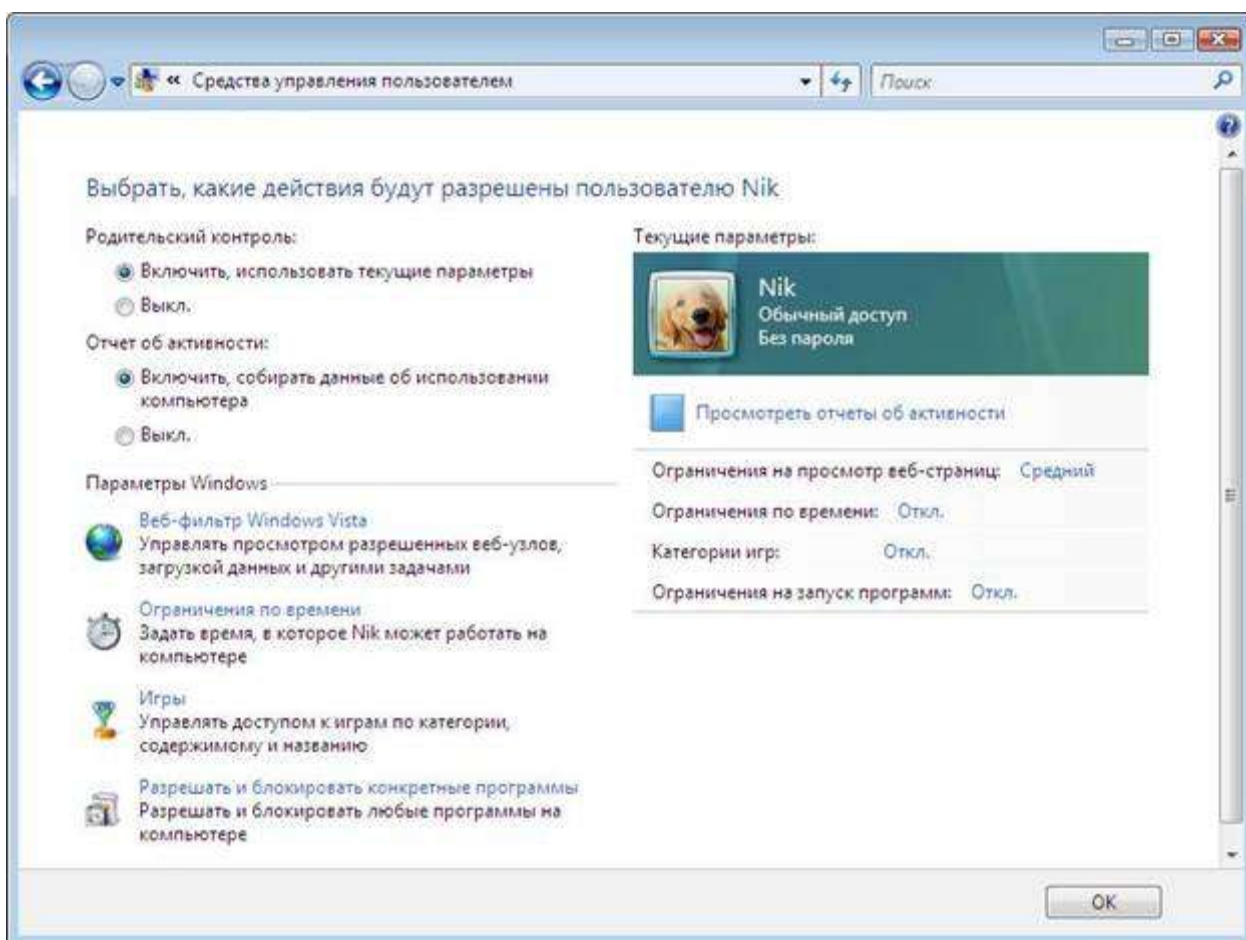 « Средства управления пользователем
Поиск
Выбрать, какие действия будут разрешены пользователю Nik
Родительский контроль:
Включить, использовать текущие параметры
Выкл.
Отчет об активности:
Включить, собирать данные об использовании
компьютера
Выкл.
Параметры Windows
Веб-фильтр Windows Vista
Управлять просмотром разрешенных веб-узлов,
загрузкой данных и другими задачами
Ограничения по времени
Задать время, в которое Nik может работать на
компьютере
Игры
Управлять доступом к играм по категории,
содержимому и названию
Разрешать и блокировать конкретные программы
Разрешать и блокировать любые программы на
компьютере
Текущие параметры:
Nik
Обычный доступ
Без пароля
Просмотреть отчеты об активности
Ограничения на просмотр веб-страниц: Средний
Ограничения по времени: Откл.
Категории игр: Откл.
Ограничения на запуск программ: Откл.
OK